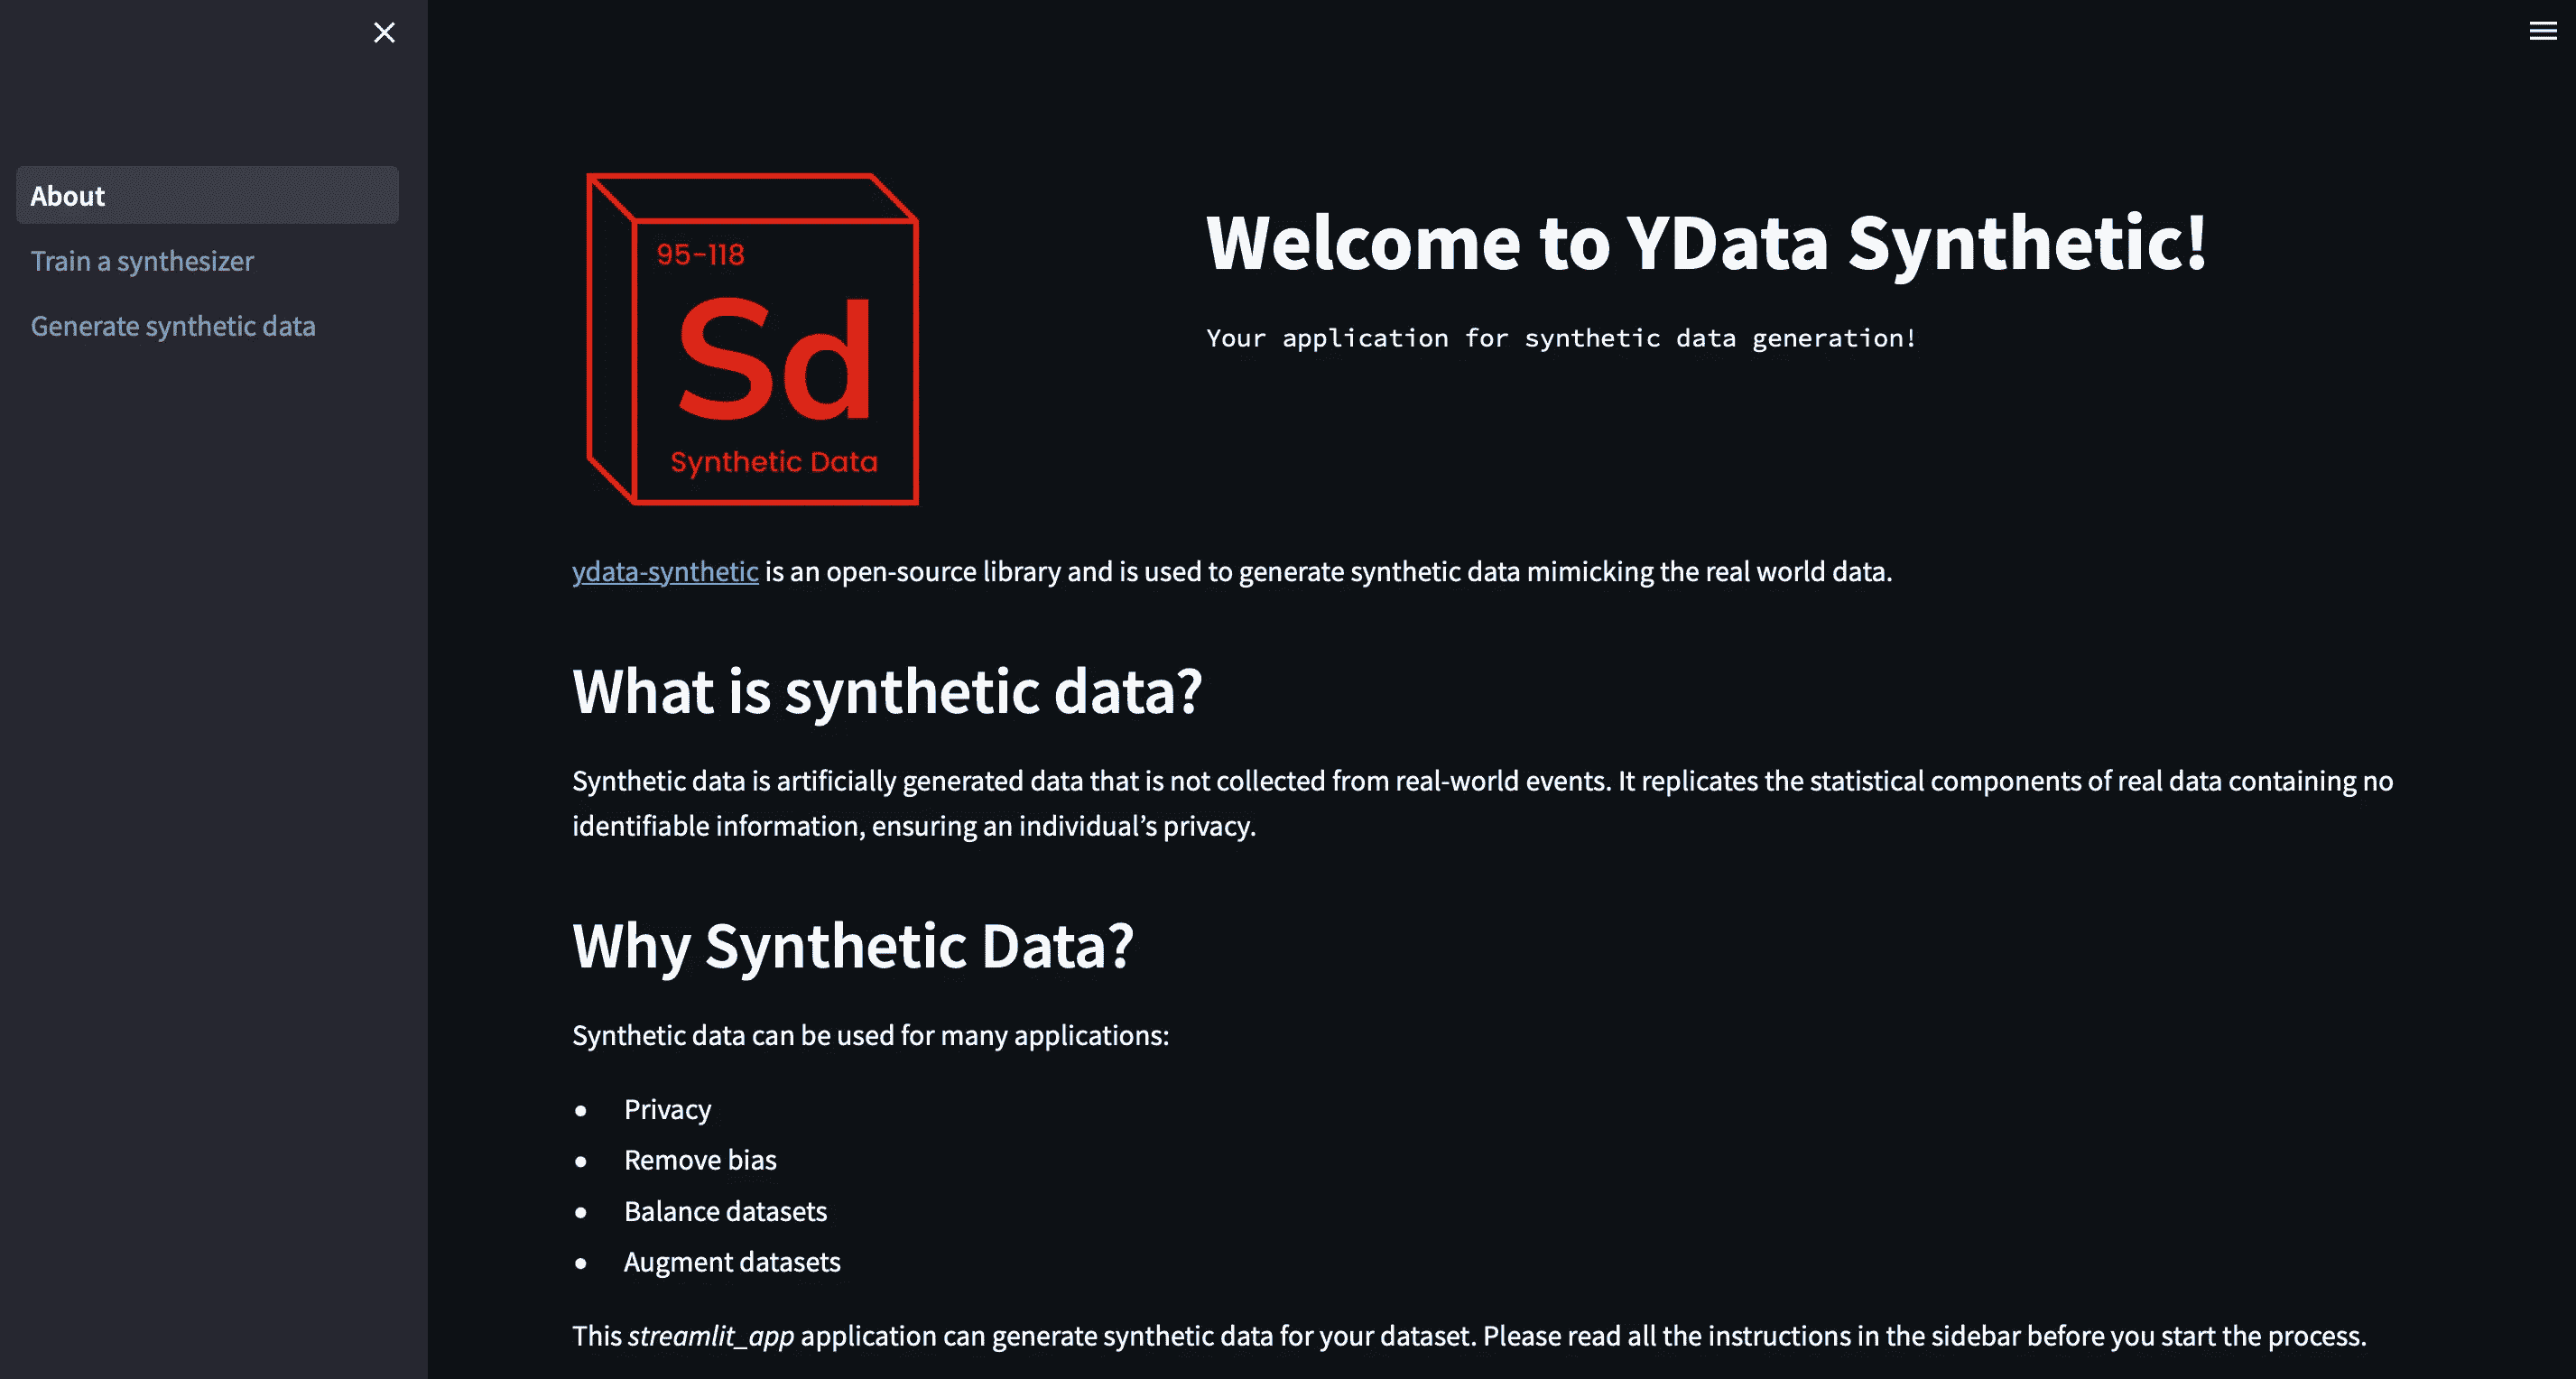 About
Train a synthesizer
Generate synthetic data
95-118
Sd
Synthetic Data
Welcome to YData Synthetic!
Your application for synthetic data generation!
ydata-synthetic is an open-source library and is used to generate synthetic data mimicking the real world data.
What is synthetic data?
Synthetic data is artificially generated data that is not collected from real-world events. It replicates the statistical components of real data containing no
identifiable information, ensuring an individual’s privacy.
Why Synthetic Data?
Synthetic data can be used for many applications:
• Privacy
• Remove bias
• Balance datasets
• Augment datasets
This streamlit_app application can generate synthetic data for your dataset. Please read all the instructions in the sidebar before you start the process.